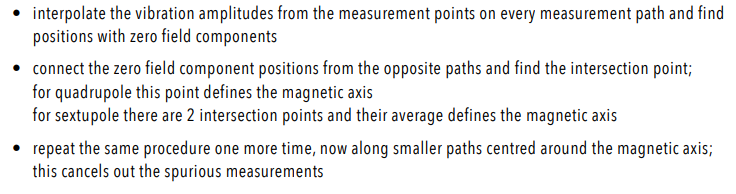 • interpolate the vibration amplitudes from the measurement points on every measurement path and find
positions with zero field components
• connect the zero field component positions from the opposite paths and find the intersection point;
for quadrupole this point defines the magnetic axis
for sextupole there are 2 intersection points and their average defines the magnetic axis
• repeat the same procedure one more time, now along smaller paths centred around the magnetic axis;
this cancels out the spurious measurements